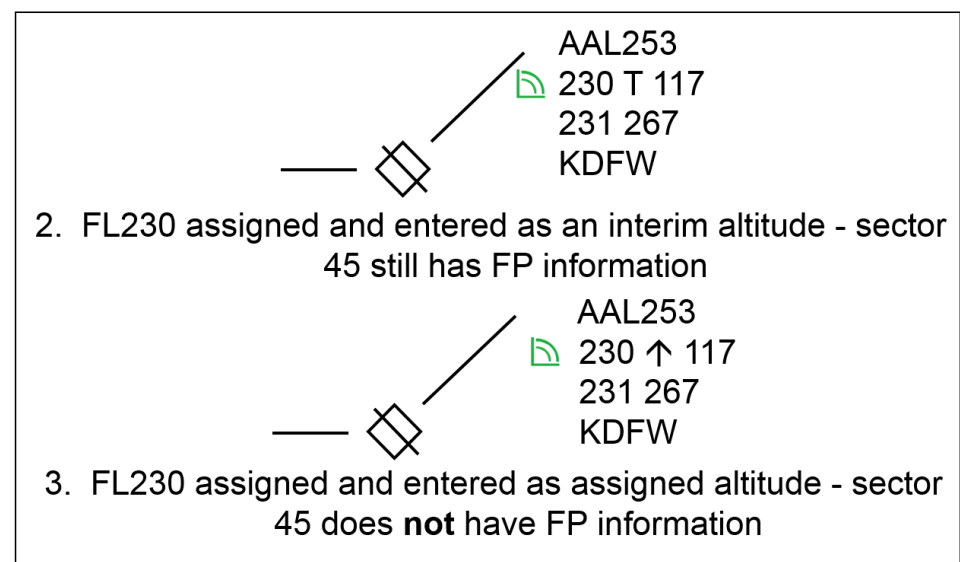 AAL253
230 T 117
231 267
KDFW
2. FL230 assigned and entered as an interim altitude - sector
45 still has FP information
AAL253
230 ↑ 117
231 267
KDFW
3. FL230 assigned and entered as assigned altitude - sector
45 does not have FP information